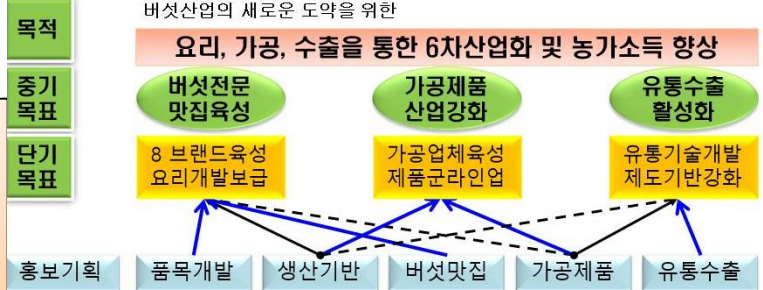 버섯산업의 새로운 도약을 위한
목적
요리, 가공, 수출을 통한 6차산업화 및 농가소득 향상
중기
목표
버섯전문
맛집육성
가공제품
산업강화
유통수출
활성화
단기
목표
8 브랜드육성
요리개발보급
가공업체육성
제품군라인업
유통기술개발
제도기반강화
홍보기획
품목개발
생산기반
버섯맛집
가공제품
유통수출